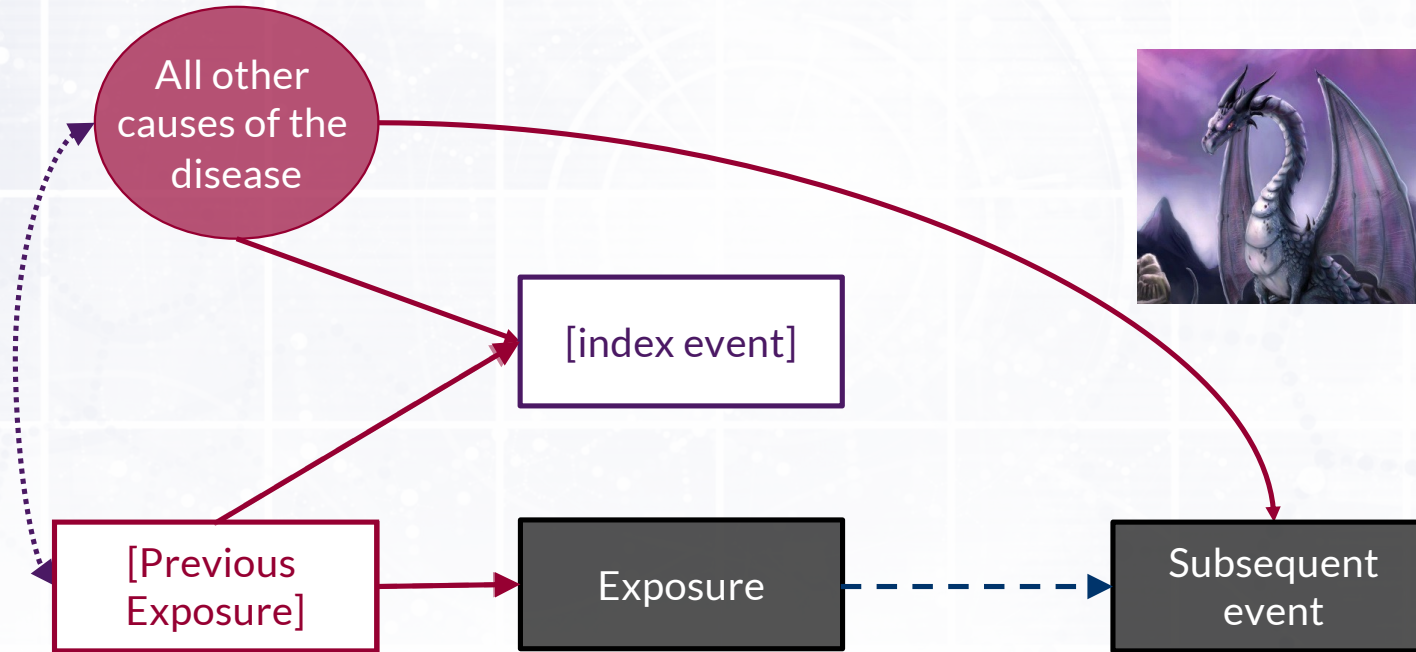 All other
causes of the
disease
[index event]
[Previous
Exposure]
Exposure
Subsequent
event